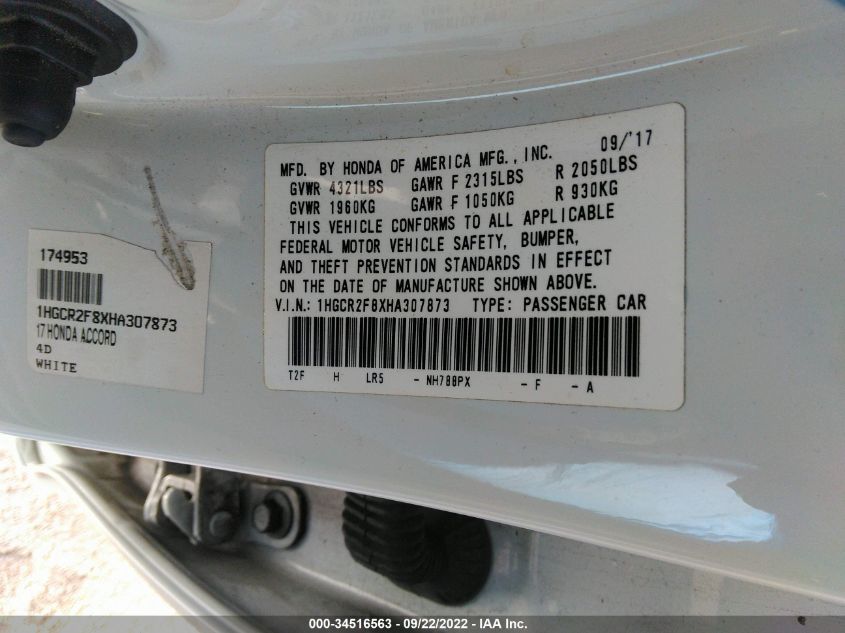 09/'17
MFD. BY HONDA OF AMERICA MFG., INC.
GVWR 4321LBS GAWR F 2315LBS R 2050LBS
GVWR 1960KG GAWR F 1050KG R 930KG
THIS VEHICLE CONFORMS TO ALL APPLICABLE
FEDERAL MOTOR VEHICLE SAFETY, BUMPER,
AND THEFT PREVENTION STANDARDS IN EFFECT
ON THE DATE OF MANUFACTURE SHOWN ABOVE.
V.I.N.: 1HGCR2F8XHA307873 TYPE: PASSENGER CAR
T2F H LR5 - NH788PX - F - A
174953
1HGCR2F8XHA307873
17 HONDA ACCORD
4D
WHITE
000-34516563 - 09/22/2022 - IAA Inc.